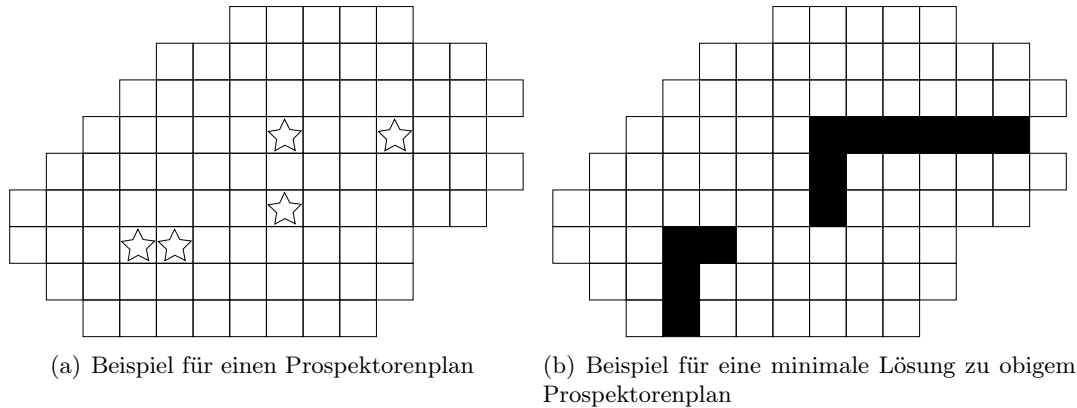 (a) Beispiel für einen Prospektorenplan
(b) Beispiel für eine minimale Lösung zu obigem
Prospektorenplan